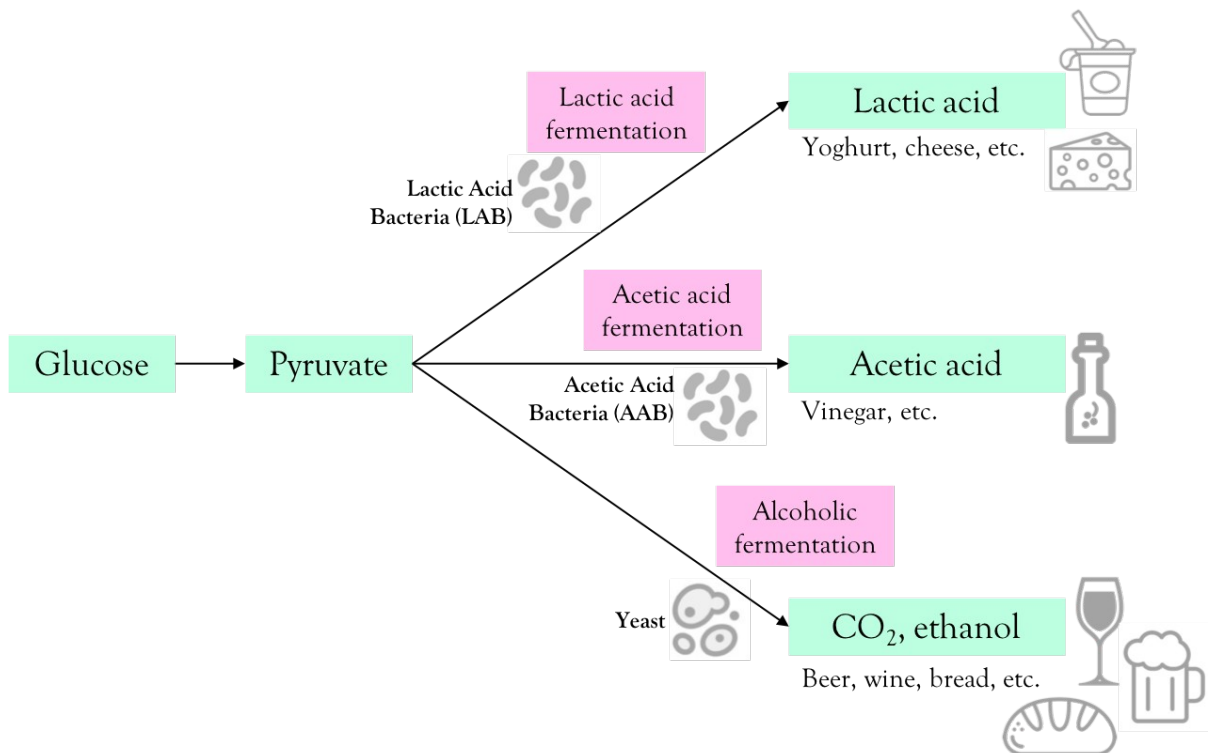 Lactic acid
fermentation
Lactic acid
Yoghurt, cheese, etc.
Lactic Acid
Bacteria (LAB)
Acetic acid
fermentation
Glucose
Pyruvate
Acetic acid
Acetic Acid
Bacteria (AAB)
Vinegar, etc.
Alcoholic
fermentation
Yeast
CO₂, ethanol
Beer, wine, bread, etc.